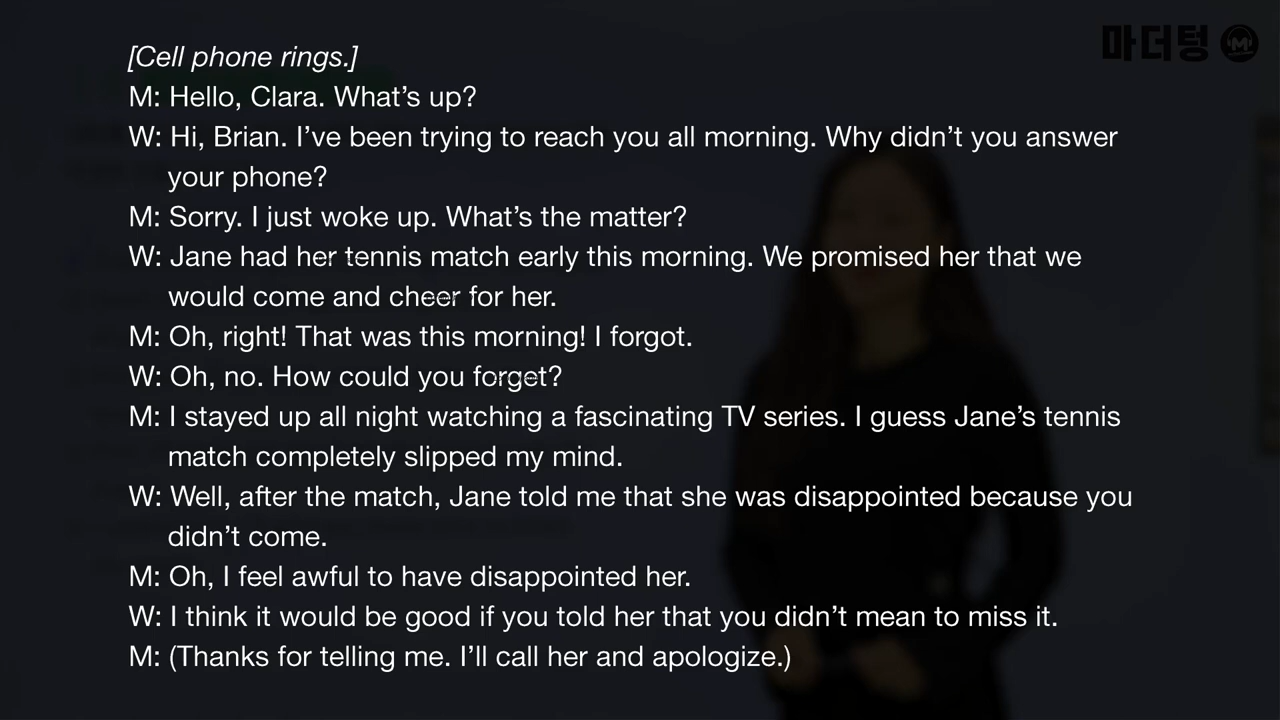 마더텅 M
[Cell phone rings.]
M: Hello, Clara. What’s up?
W: Hi, Brian. I’ve been trying to reach you all morning. Why didn’t you answer
your phone?
M: Sorry. I just woke up. What’s the matter?
W: Jane had her tennis match early this morning. We promised her that we
would come and cheer for her.
M: Oh, right! That was this morning! I forgot.
W: Oh, no. How could you forget?
M: I stayed up all night watching a fascinating TV series. I guess Jane’s tennis
match completely slipped my mind.
W: Well, after the match, Jane told me that she was disappointed because you
didn’t come.
M: Oh, I feel awful to have disappointed her.
W: I think it would be good if you told her that you didn’t mean to miss it.
M: (Thanks for telling me. I’ll call her and apologize.)